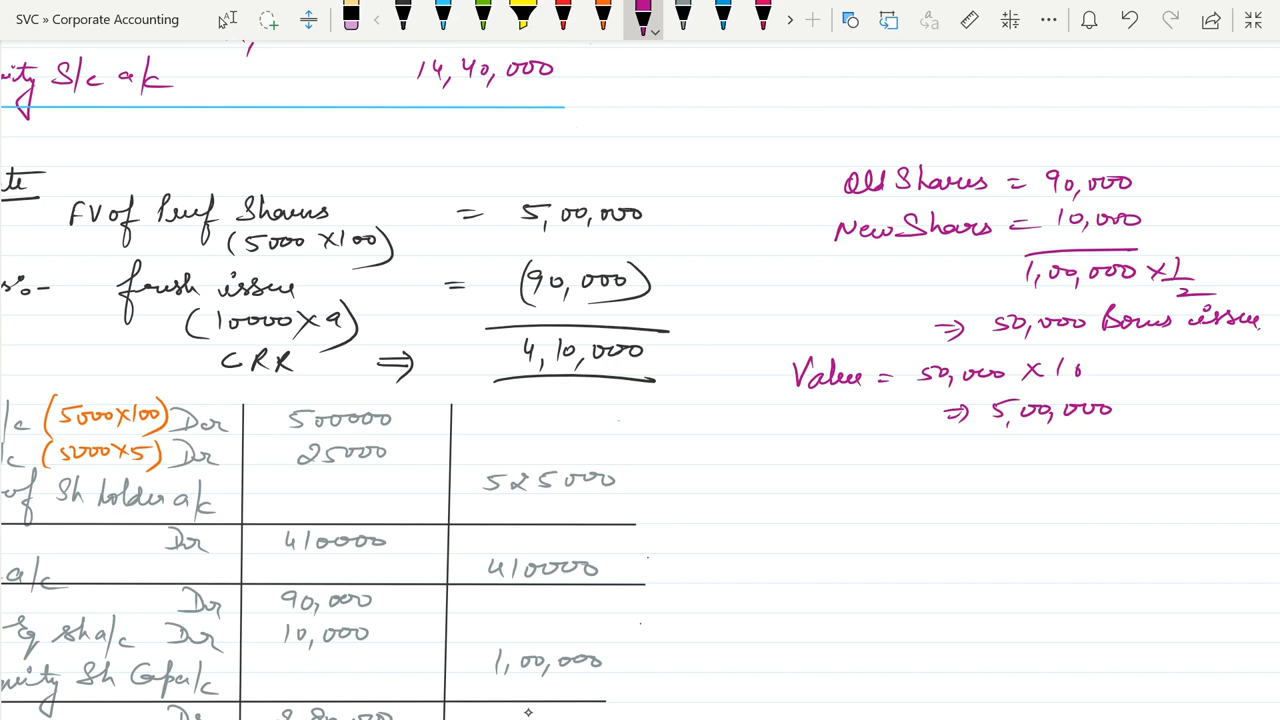 SVC » Corporate Accounting
uity S/c a/c 14,40,000
te
FV of Pref Shares = 5,00,000
(5000 X 100)
fresh issue = (90,000)
(10000 X 9)
CRR ⇒ 4,10,000
/c (5000X100) Dr 500000
/c (5000X5) Dr 25000
of Sh holder a/c 525000
Dr 410000
a/c 410000
Dr 90,000
Eq sh a/c Dr 10,000
uity Sh Cap a/c 1,00,000
Dr
Old Shares = 90,000
New Shars = 10,000
1,00,000 X 1/2
⇒ 50,000 Bonus issue
Value = 50,000 X 10
⇒ 5,00,000